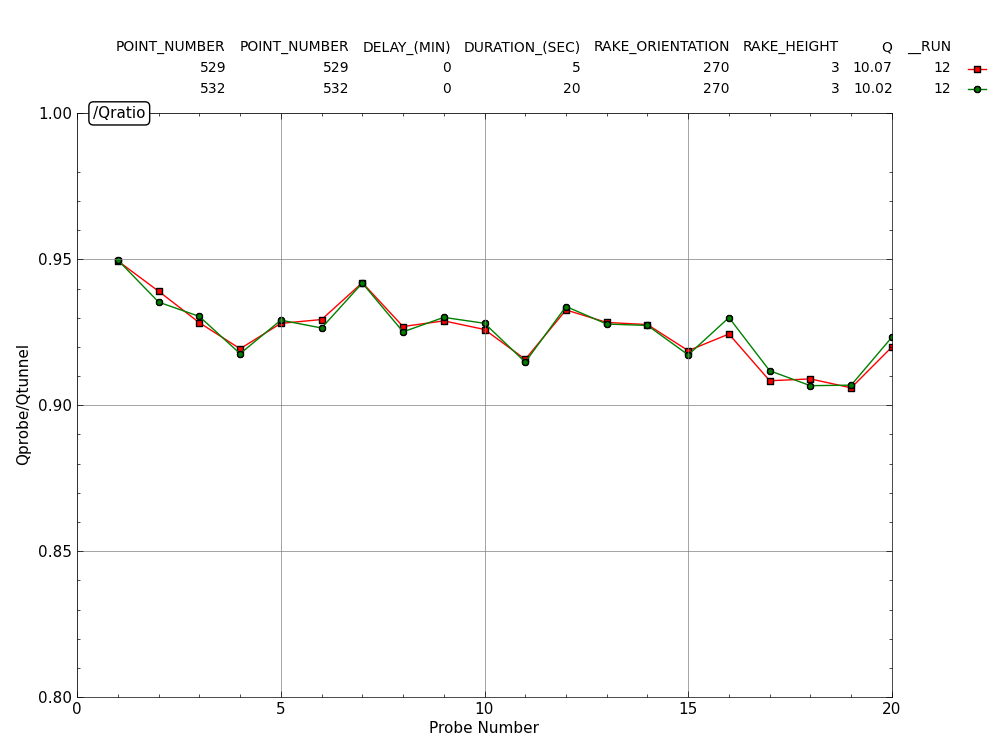 POINT_NUMBER POINT_NUMBER DELAY_(MIN) DURATION_(SEC) RAKE_ORIENTATION RAKE_HEIGHT Q __RUN
529 529 0 5 270 3 10.07 12
532 532 0 20 270 3 10.02 12
/Qratio
1.00
0.95
0.90
0.85
0.80
Qprobe/Qtunnel
0 5 10 15 20
Probe Number